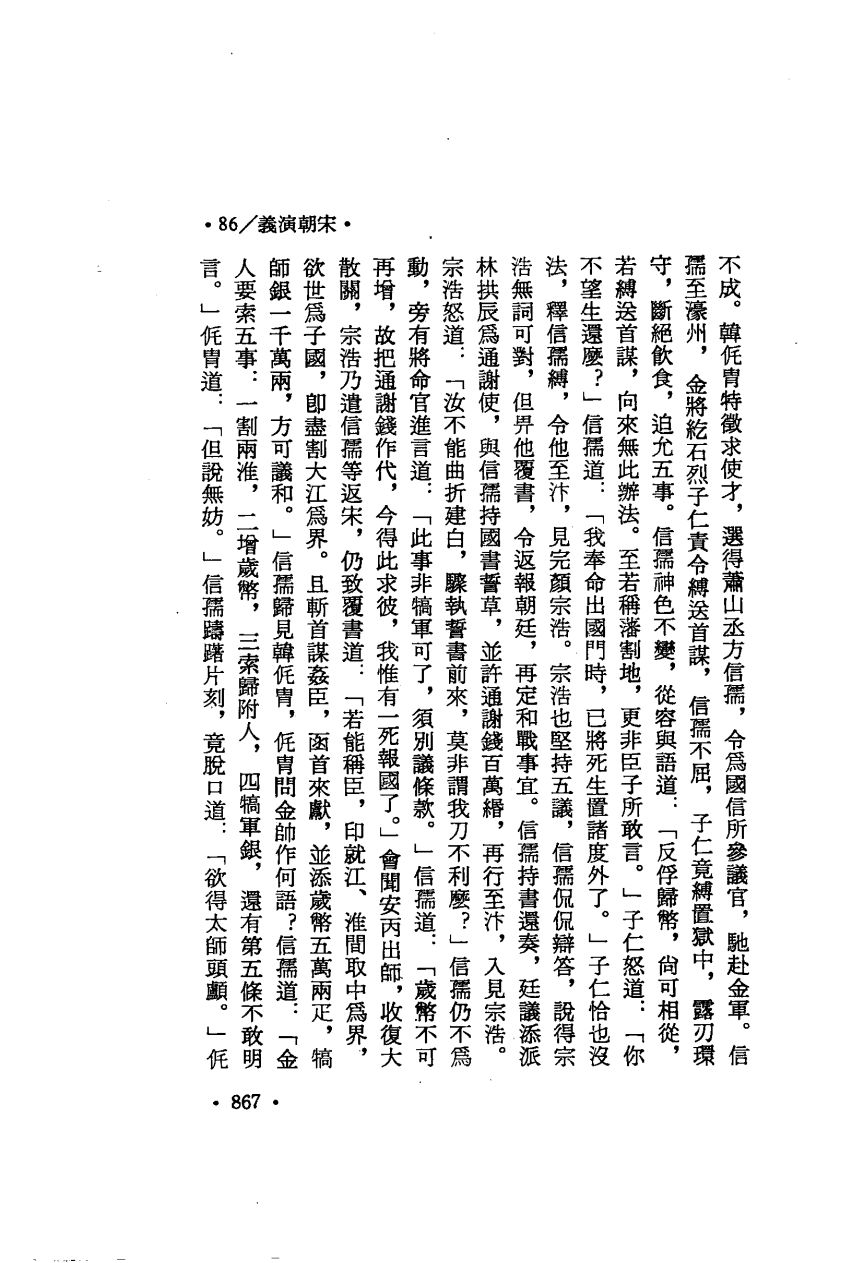 ・86／義演朝宋・
不成。韓侂冑特徵求使才，選得蕭山丞方信孺，令爲國信所參議官，馳赴金軍。信
孺至濠州，金將紇石烈子仁責令縛送首謀，信孺不屈，子仁竟縛置獄中，露刃環
守，斷絕飲食，迫允五事。信孺神色不變，從容與語道：「反俘歸幣，尙可相從，
若縛送首謀，向來無此辦法。至若稱藩割地，更非臣子所敢言。」子仁怒道：「你
不望生還麼？」信孺道：「我奉命出國門時，已將死生置諸度外了。」子仁恰也沒
法，釋信孺縛，令他至汴，見完顏宗浩。宗浩也堅持五議，信孺侃侃辯答，說得宗
浩無詞可對，但畀他覆書，令返報朝廷，再定和戰事宜。信孺持書還奏，廷議添派
林拱辰爲通謝使，與信孺持國書誓草，並許通謝錢百萬緡，再行至汴，入見宗浩。
宗浩怒道：「汝不能曲折建白，驟執誓書前來，莫非謂我刀不利麼？」信孺仍不爲
動，旁有將命官進言道：「此事非犒軍可了，須別議條款。」信孺道：「歲幣不可
再增，故把通謝錢作代，今得此求彼，我惟有一死報國了。」會聞安丙出師，收復大
散關，宗浩乃遣信孺等返宋，仍致覆書道：「若能稱臣，印就江、淮間取中爲界，
欲世爲子國，卽盡割大江爲界。且斬首謀姦臣，函首來獻，並添歲幣五萬兩疋，犒
師銀一千萬兩，方可議和。」信孺歸見韓侂冑，侂冑問金帥作何語？信孺道：「金
人要索五事：一割兩淮，二增歲幣，三索歸附人，四犒軍銀，還有第五條不敢明
言。」侂冑道：「但說無妨。」信孺躊躇片刻，竟脫口道：「欲得太師頭顱。」侂
・867・